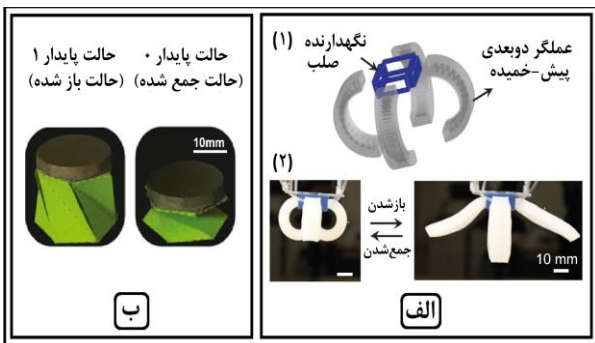 (۱)
نگهدارنده
صلب
عملگر دوبعدی
پیش-خمیده
(۲)
بازشدن
جمع‌شدن
10 mm
الف
حالت پایدار ۰
(حالت جمع شده)
حالت پایدار ۱
(حالت باز شده)
10mm
ب